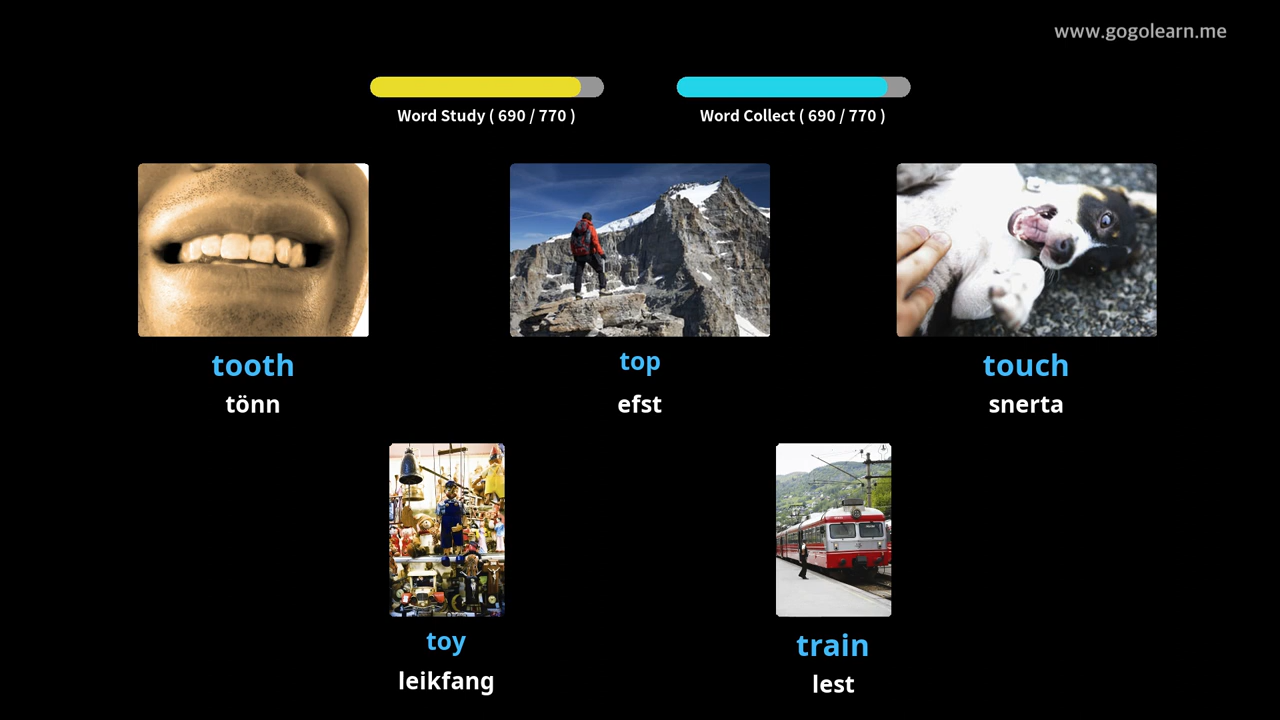 www.gogolearn.me
Word Study ( 690 / 770 )
Word Collect ( 690 / 770 )
tooth
tönn
top
efst
touch
snerta
toy
leikfang
train
lest